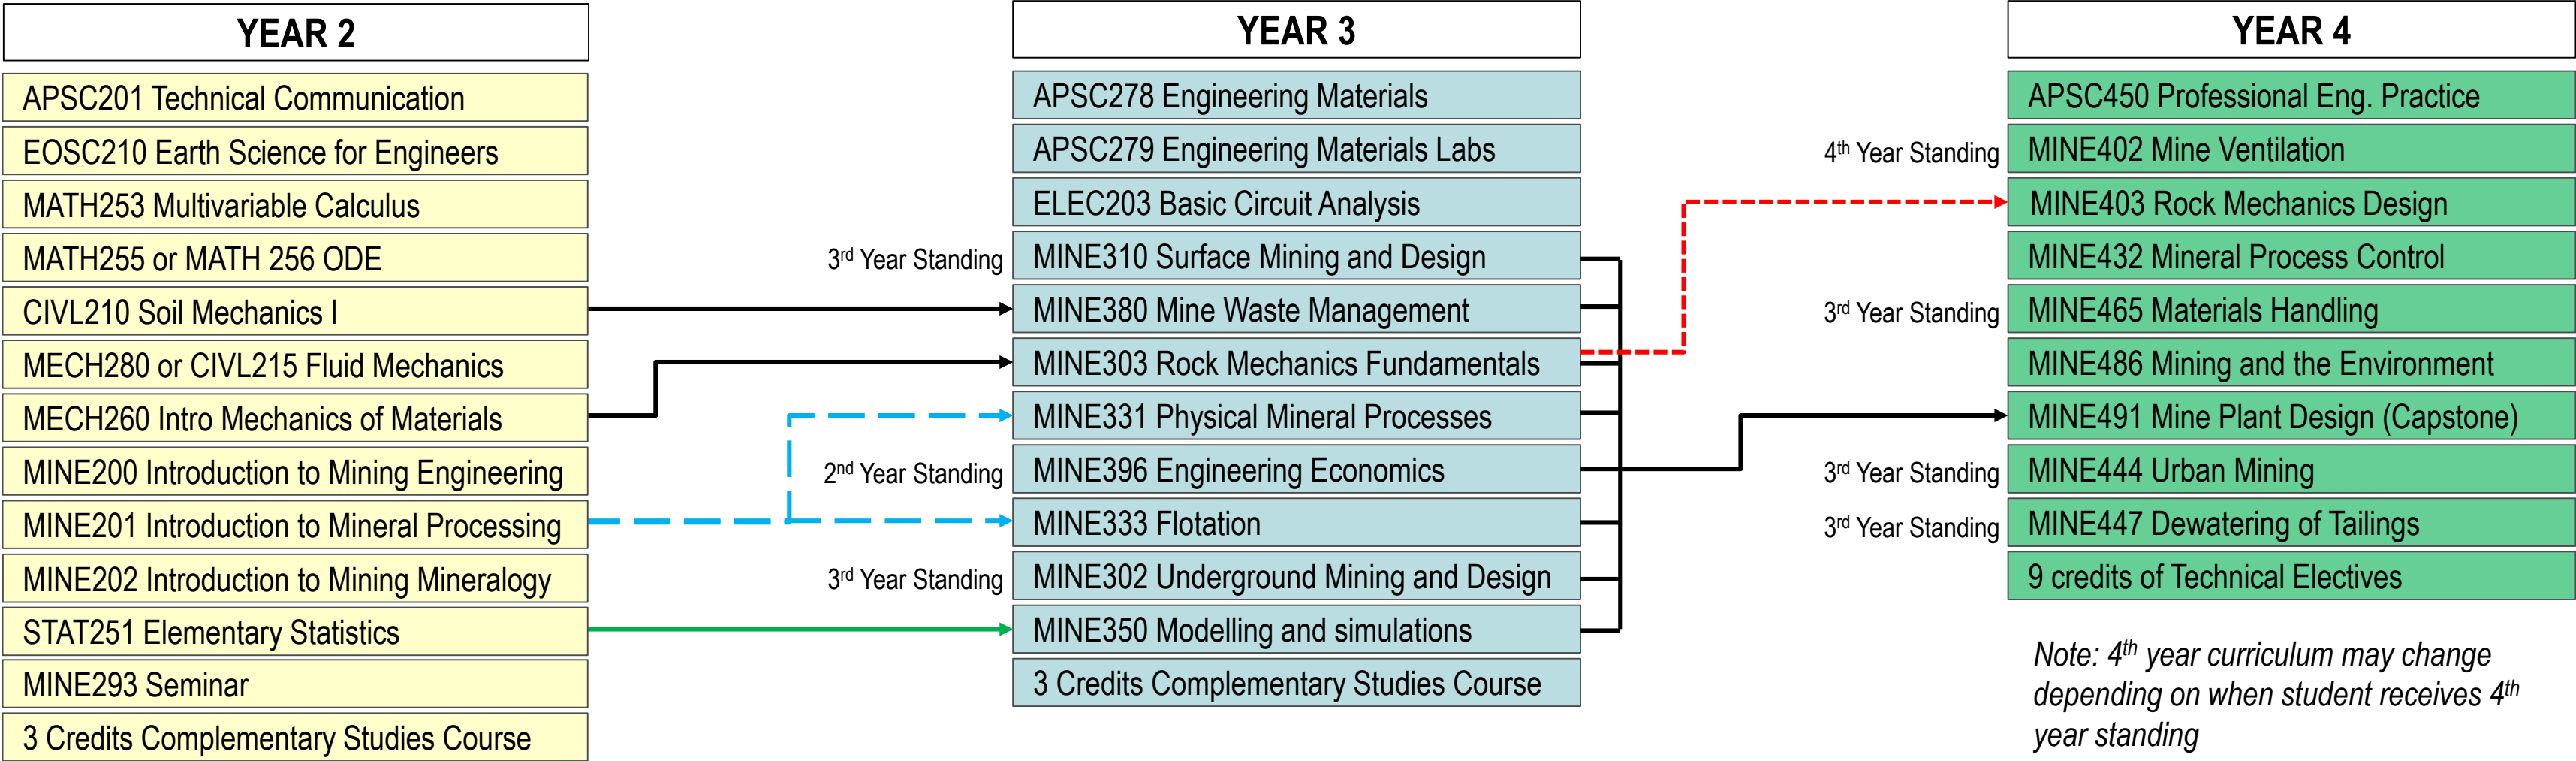 YEAR 2
APSC201 Technical Communication
EOSC210 Earth Science for Engineers
MATH253 Multivariable Calculus
MATH255 or MATH 256 ODE
CIVL210 Soil Mechanics I
MECH280 or CIVL215 Fluid Mechanics
MECH260 Intro Mechanics of Materials
MINE200 Introduction to Mining Engineering
MINE201 Introduction to Mineral Processing
MINE202 Introduction to Mining Mineralogy
STAT251 Elementary Statistics
MINE293 Seminar
3 Credits Complementary Studies Course
YEAR 3
APSC278 Engineering Materials
APSC279 Engineering Materials Labs
ELEC203 Basic Circuit Analysis
3rd Year Standing
MINE310 Surface Mining and Design
MINE380 Mine Waste Management
MINE303 Rock Mechanics Fundamentals
MINE331 Physical Mineral Processes
2nd Year Standing
MINE396 Engineering Economics
MINE333 Flotation
3rd Year Standing
MINE302 Underground Mining and Design
MINE350 Modelling and simulations
3 Credits Complementary Studies Course
YEAR 4
APSC450 Professional Eng. Practice
4th Year Standing
MINE402 Mine Ventilation
MINE403 Rock Mechanics Design
MINE432 Mineral Process Control
3rd Year Standing
MINE465 Materials Handling
MINE486 Mining and the Environment
MINE491 Mine Plant Design (Capstone)
3rd Year Standing
MINE444 Urban Mining
3rd Year Standing
MINE447 Dewatering of Tailings
9 credits of Technical Electives
Note: 4th year curriculum may change
depending on when student receives 4th
year standing